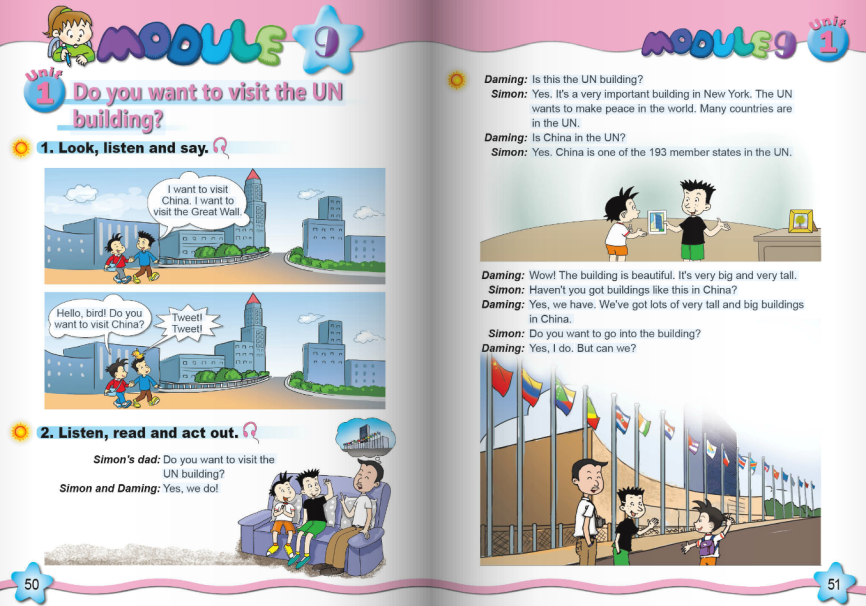 MODULE 9
Unit
1
Do you want to visit the UN
building?
1. Look, listen and say.
I want to visit
China. I want to
visit the Great Wall.
Hello, bird! Do you
want to visit China?
Tweet!
Tweet!
2. Listen, read and act out.
Simon's dad: Do you want to visit the
UN building?
Simon and Daming: Yes, we do!
50
MODULE 9
Unit
1
Daming: Is this the UN building?
Simon: Yes. It's a very important building in New York. The UN
wants to make peace in the world. Many countries are
in the UN.
Daming: Is China in the UN?
Simon: Yes. China is one of the 193 member states in the UN.
Daming: Wow! The building is beautiful. It's very big and very tall.
Simon: Haven't you got buildings like this in China?
Daming: Yes, we have. We've got lots of very tall and big buildings
in China.
Simon: Do you want to go into the building?
Daming: Yes, I do. But can we?
51